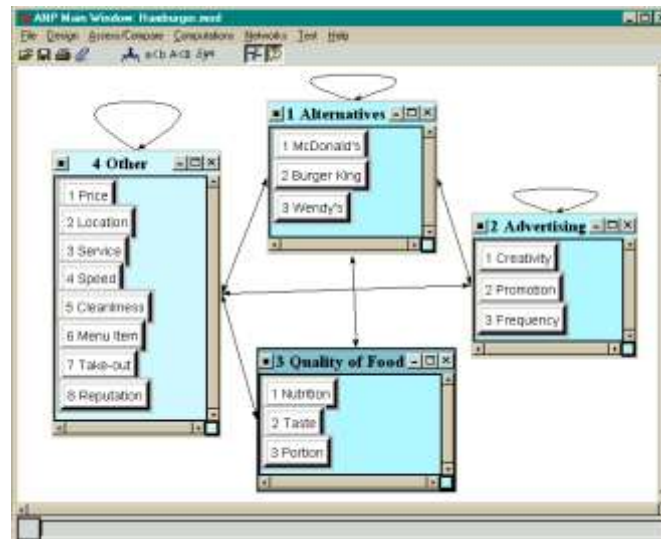 ANP Main Window: Hamburger.mod
File Design Assess/Compare Computations Networks Test Help
1 Alternatives
1 McDonald's
2 Burger King
3 Wendy's
4 Other
1 Price
2 Location
3 Service
4 Speed
5 Cleanliness
6 Menu Item
7 Take-out
8 Reputation
2 Advertising
1 Creativity
2 Promotion
3 Frequency
3 Quality of Food
1 Nutrition
2 Taste
3 Portion